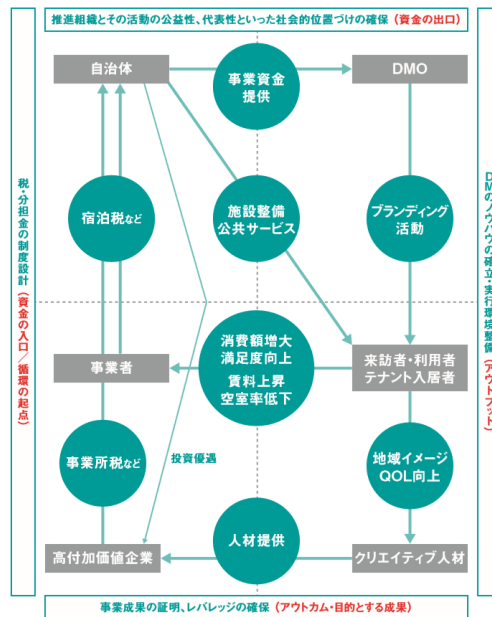 推進組織とその活動の公益性、代表性といった社会的位置づけの確保（資金の出口）
自治体
事業資金
提供
DMO
税・分担金の制度設計（資金の入口／循環の起点）
宿泊税など
施設整備
公共サービス
ブランディング
活動
DMのノウハウの確立・実行環境整備（アウトプット）
事業者
消費額増大
満足度向上
賃料上昇
空室率低下
来訪者・利用者
テナント入居者
事業所税など
投資優遇
地域イメージ
QOL向上
高付加価値企業
人材提供
クリエイティブ人材
事業成果の証明、レバレッジの確保（アウトカム・目的とする成果）